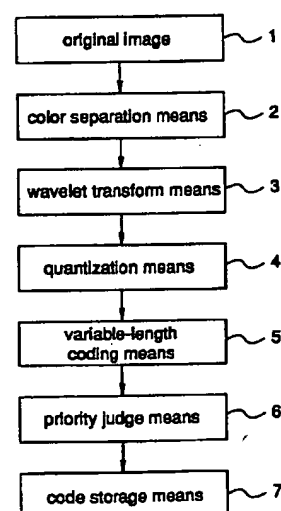 original image
1
color separation means
2
wavelet transform means
3
quantization means
4
variable-length
coding means
5
priority judge means
6
code storage means
7